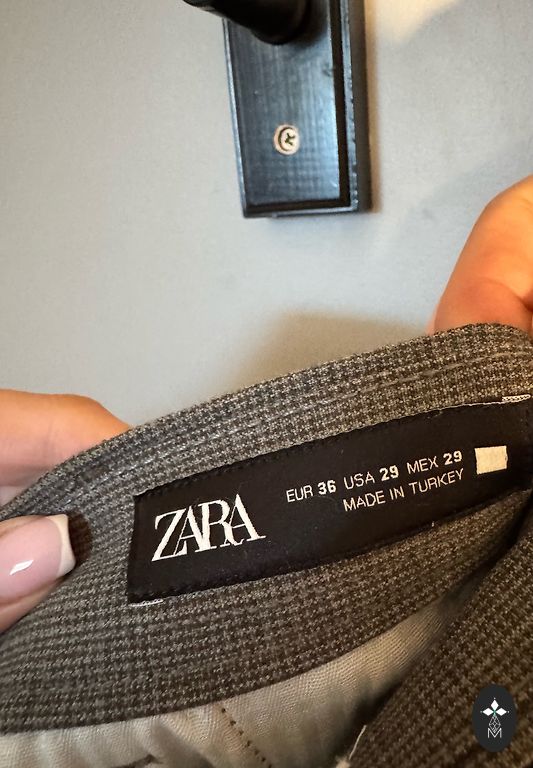 ZARA
EUR 36 USA 29 MEX 29
MADE IN TURKEY